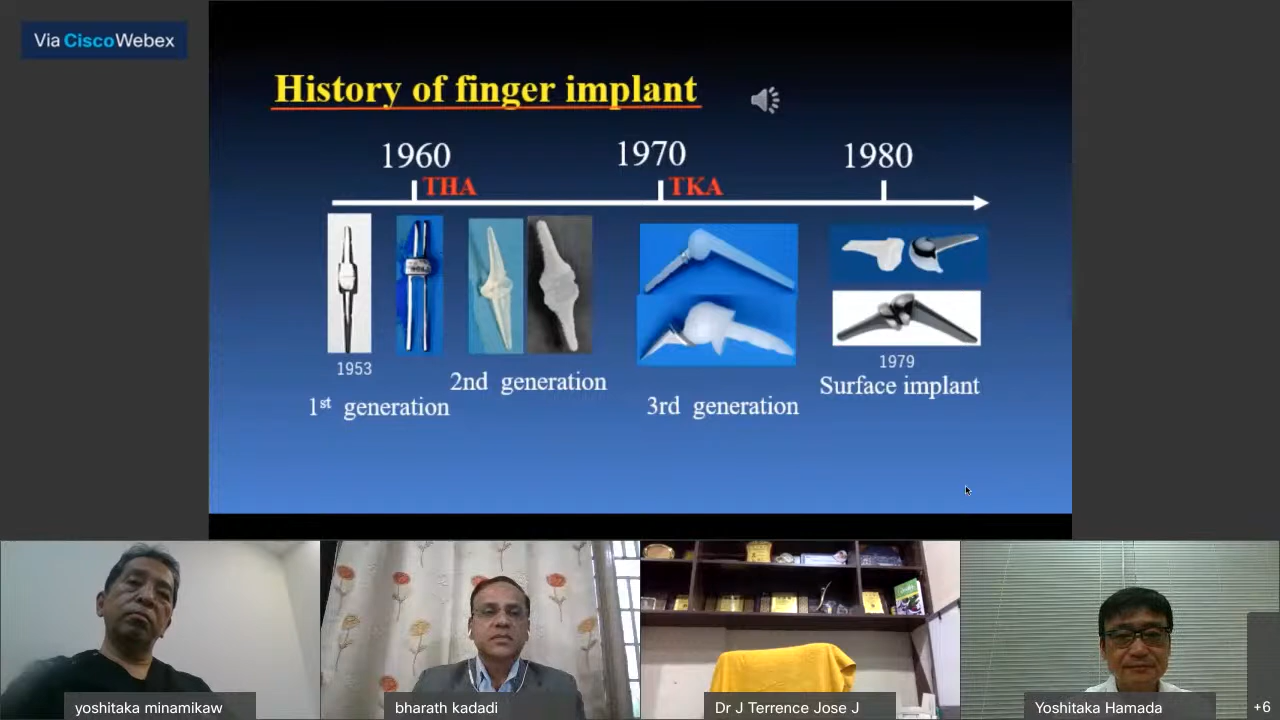 Via CiscoWebex
History of finger implant
1960 1970 1980
THA TKA
1953
1979
2nd generation
Surface implant
1st generation
3rd generation
yoshitaka minamikaw
bharath kadadi
Dr J Terrence Jose J
Yoshitaka Hamada
+6